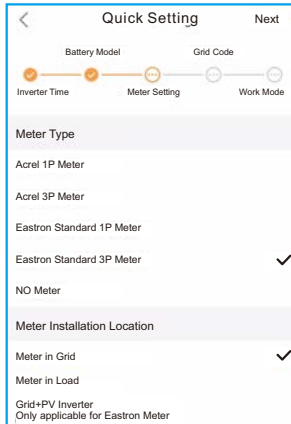 Quick Setting Next
Battery Model Grid Code
Inverter Time Meter Setting Work Mode
Meter Type
Acrel 1P Meter
Acrel 3P Meter
Eastron Standard 1P Meter
Eastron Standard 3P Meter
NO Meter
Meter Installation Location
Meter in Grid
Meter in Load
Grid+PV Inverter
Only applicable for Eastron Meter